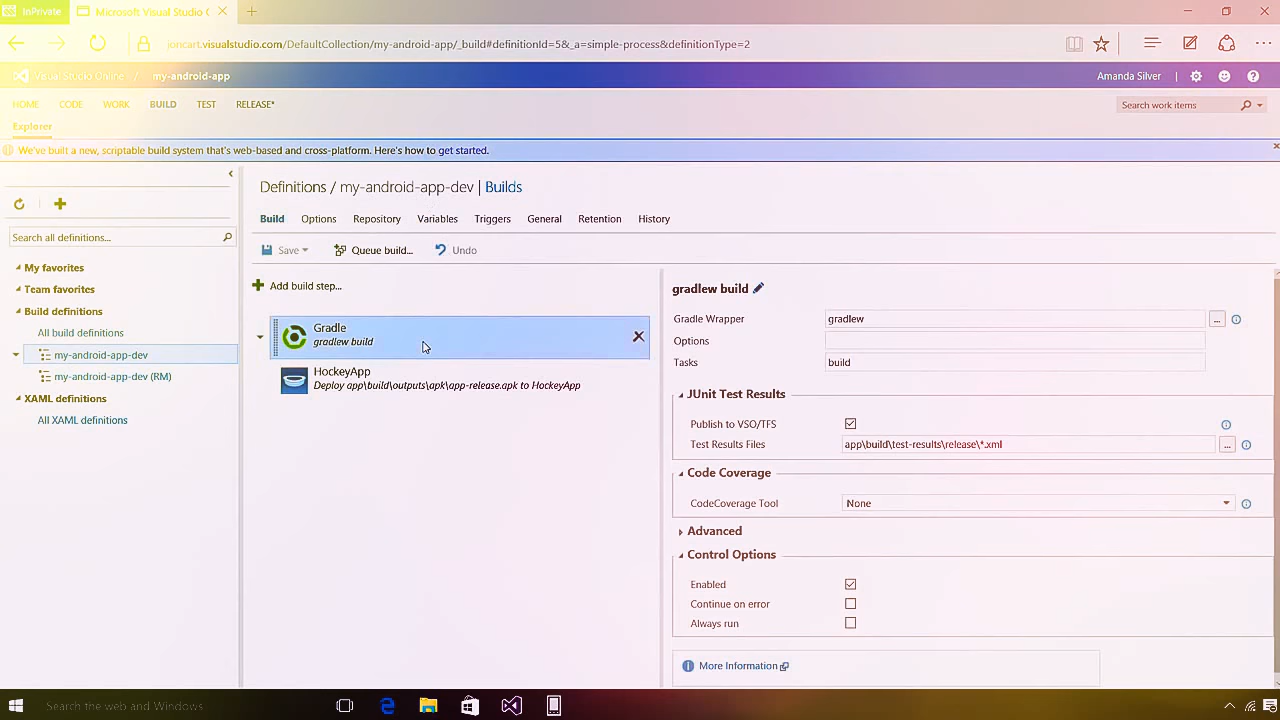 InPrivate
Microsoft Visual Studio O
joncart.visualstudio.com/DefaultCollection/my-android-app/_build#definitionId=5&_a=simple-process&definitionType=2
Visual Studio Online / my-android-app
Amanda Silver
HOME CODE WORK BUILD TEST RELEASE*
Search work items
Explorer
We've built a new, scriptable build system that's web-based and cross-platform. Here's how to get started.
Definitions / my-android-app-dev | Builds
Build Options Repository Variables Triggers General Retention History
Save
Queue build...
Undo
Search all definitions...
My favorites
Team favorites
Build definitions
All build definitions
my-android-app-dev
my-android-app-dev (RM)
XAML definitions
All XAML definitions
Add build step...
Gradle
gradlew build
HockeyApp
Deploy app\build\outputs\apk\app-release.apk to HockeyApp
gradlew build
Gradle Wrapper gradlew ...
Options
Tasks build
JUnit Test Results
Publish to VSO/TFS
Test Results Files app\build\test-results\release\*.xml ...
Code Coverage
CodeCoverage Tool None
Advanced
Control Options
Enabled
Continue on error
Always run
More Information
Search the web and Windows